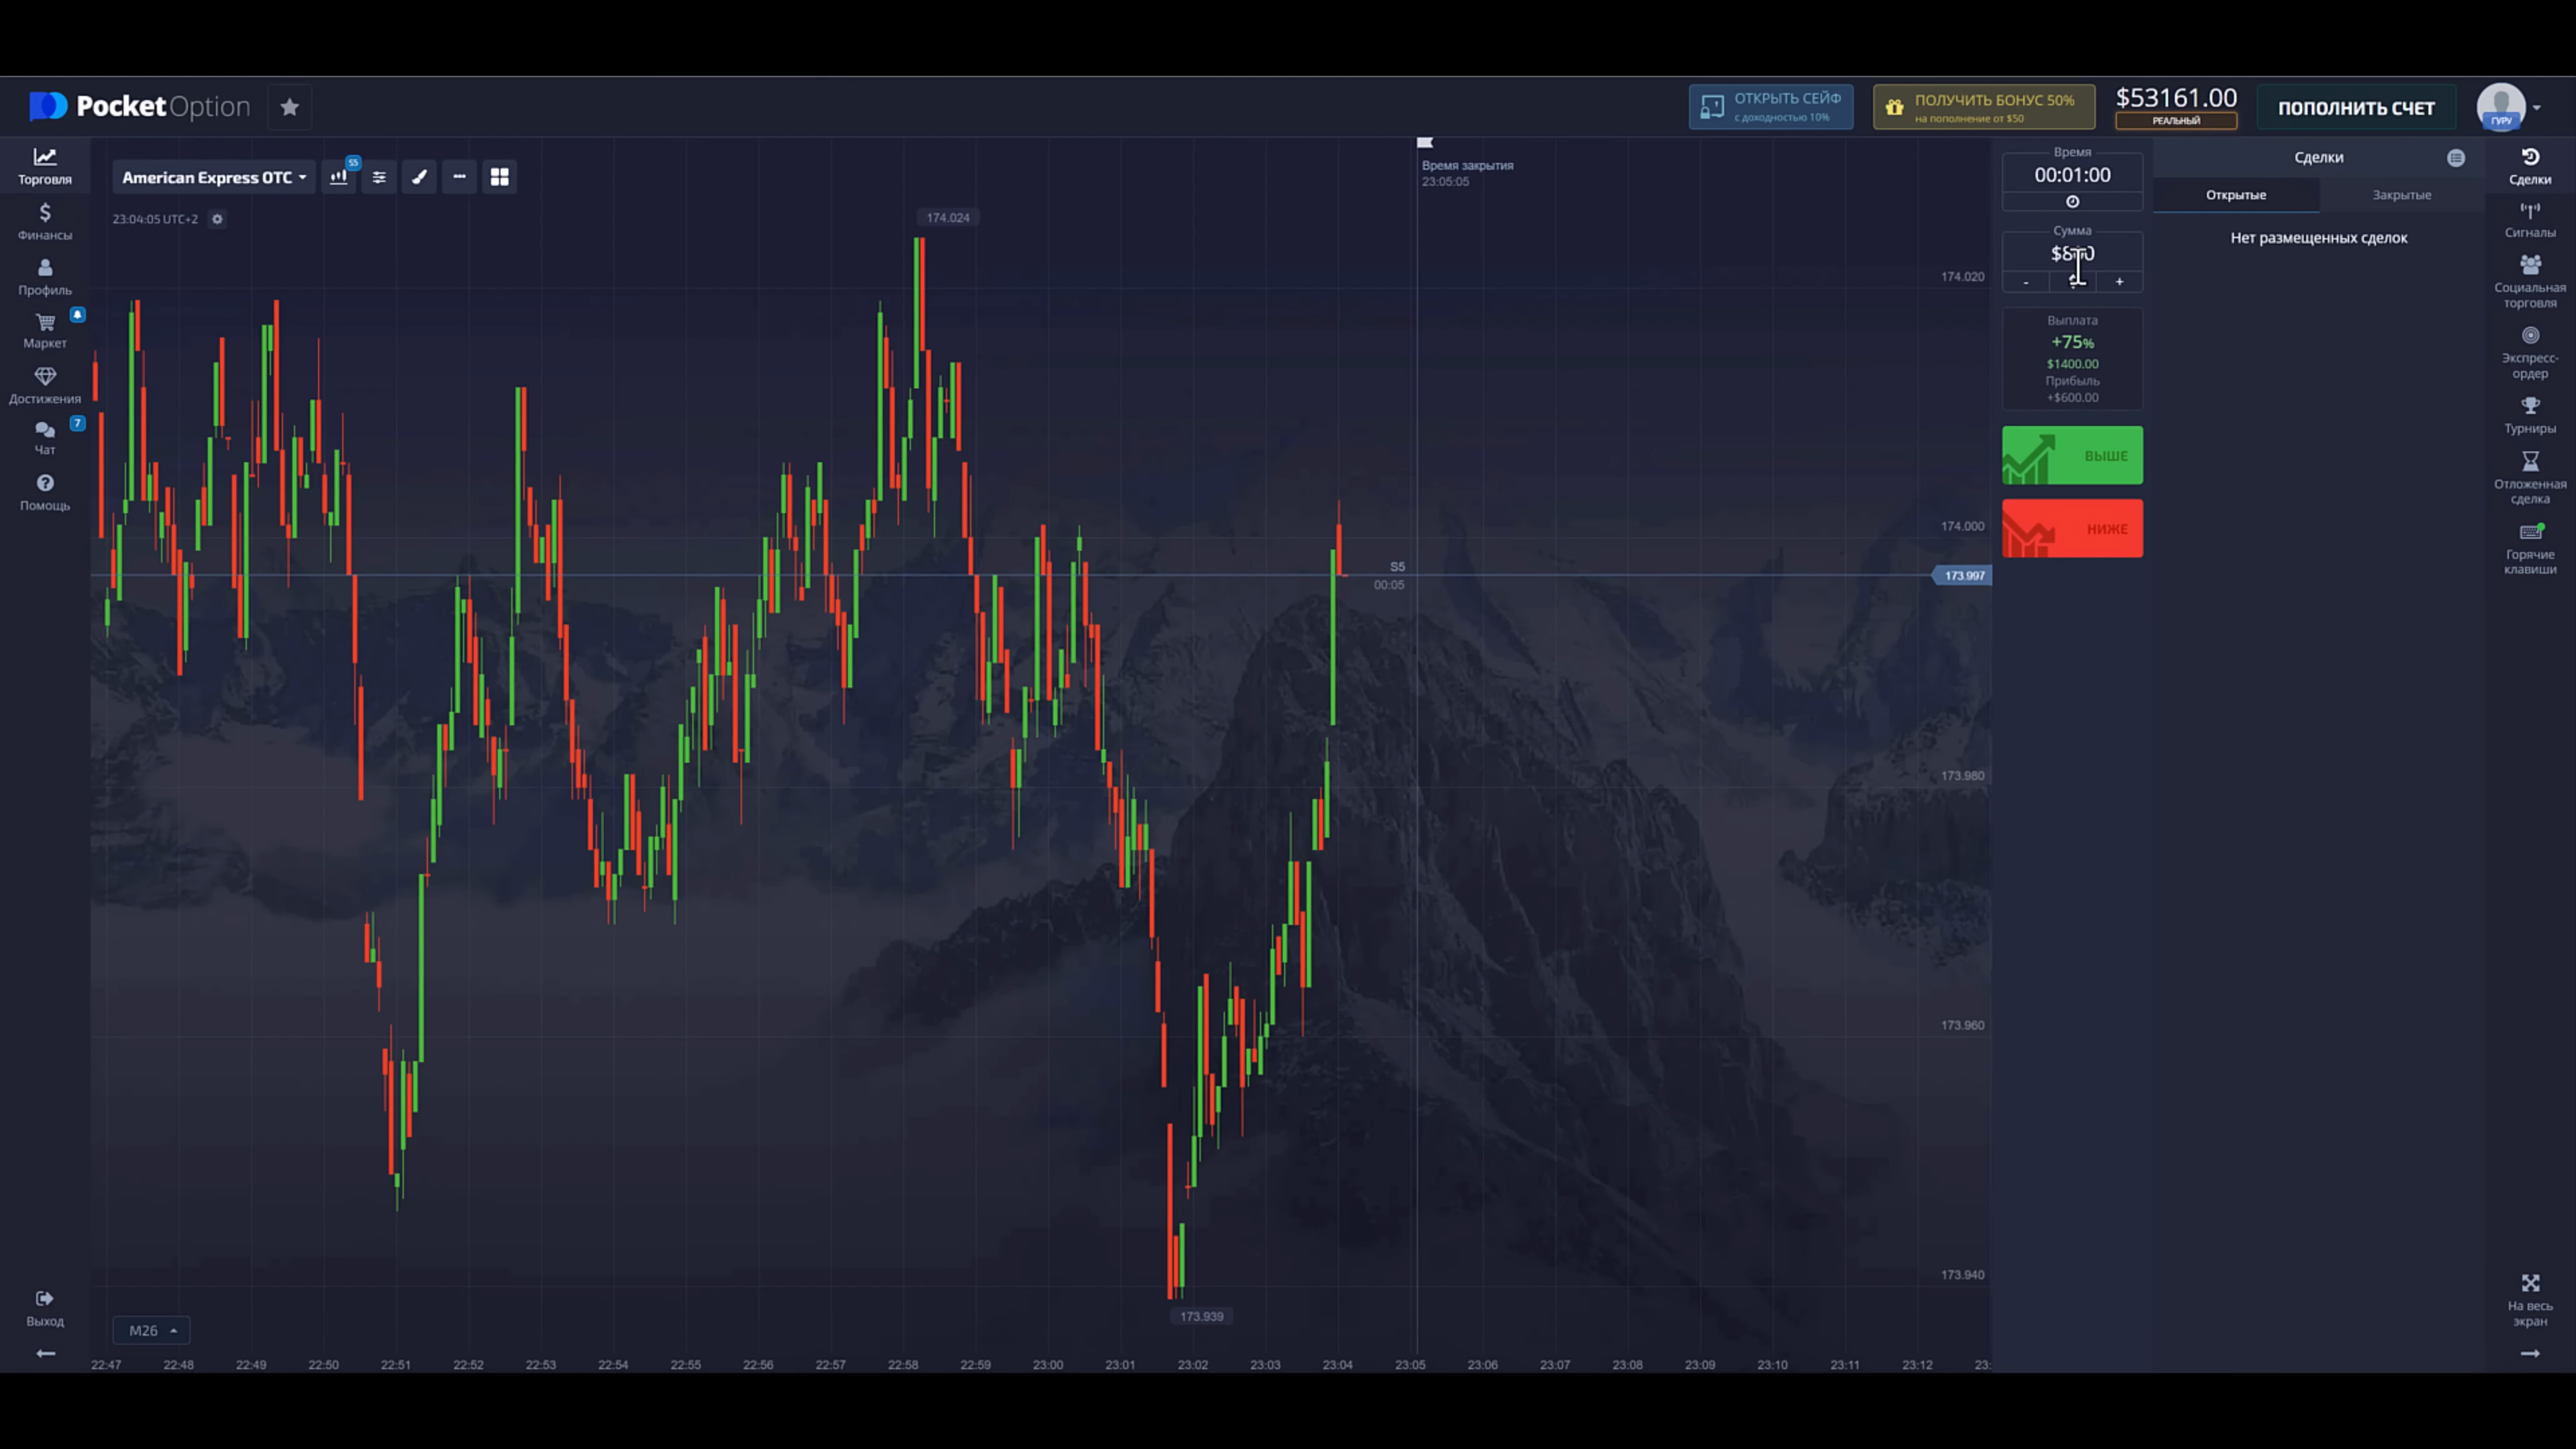 PocketOption
ОТКРЫТЬ СЕЙФ
с доходностью 10%
ПОЛУЧИТЬ БОНУС 50%
на пополнение от $50
$53161.00
РЕАЛЬНЫЙ
ПОПОЛНИТЬ СЧЕТ
ГУРУ
Торговля
Финансы
Профиль
Маркет
Достижения
7
Чат
Помощь
Выход
American Express OTC
S5
23:04:05 UTC+2
174.024
Время закрытия
23:05:05
174.020
174.000
S5
00:05
173.997
173.980
173.960
173.940
173.939
M26
22:47 22:48 22:49 22:50 22:51 22:52 22:53 22:54 22:55 22:56 22:57 22:58 22:59 23:00 23:01 23:02 23:03 23:04 23:05 23:06 23:07 23:08 23:09 23:10 23:11 23:12 23:
Время
00:01:00
Сумма
- +
Выплата
+75%
$1400.00
Прибыль
+$600.00
ВЫШЕ
НИЖЕ
Сделки
Открытые Закрытые
Нет размещенных сделок
Сделки
Сигналы
Социальная
торговля
Экспресс-
ордер
Турниры
Отложенная
сделка
Горячие
клавиши
На весь
экран